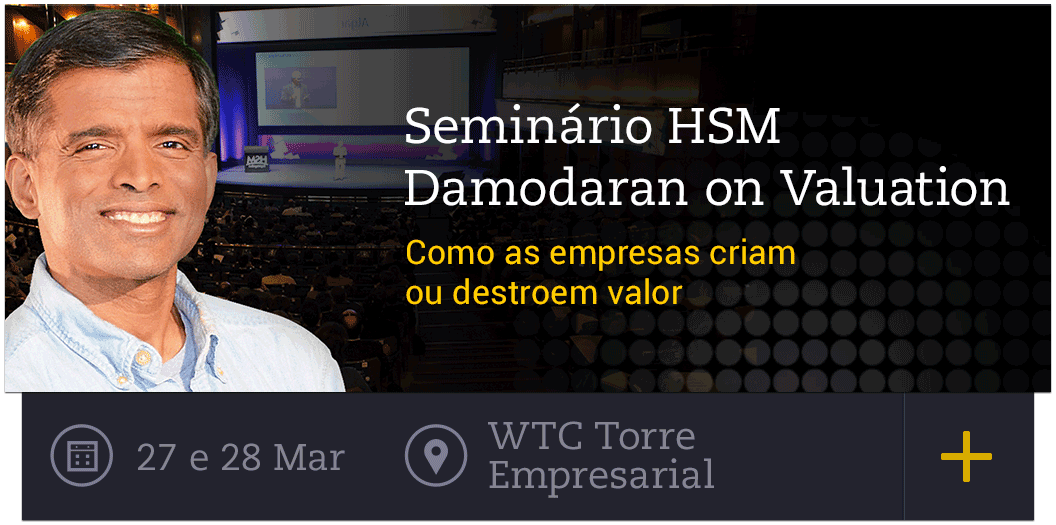 Seminário HSM
Damodaran on Valuation
Como as empresas criam
ou destroem valor
27 e 28 Mar
WTC Torre
Empresarial